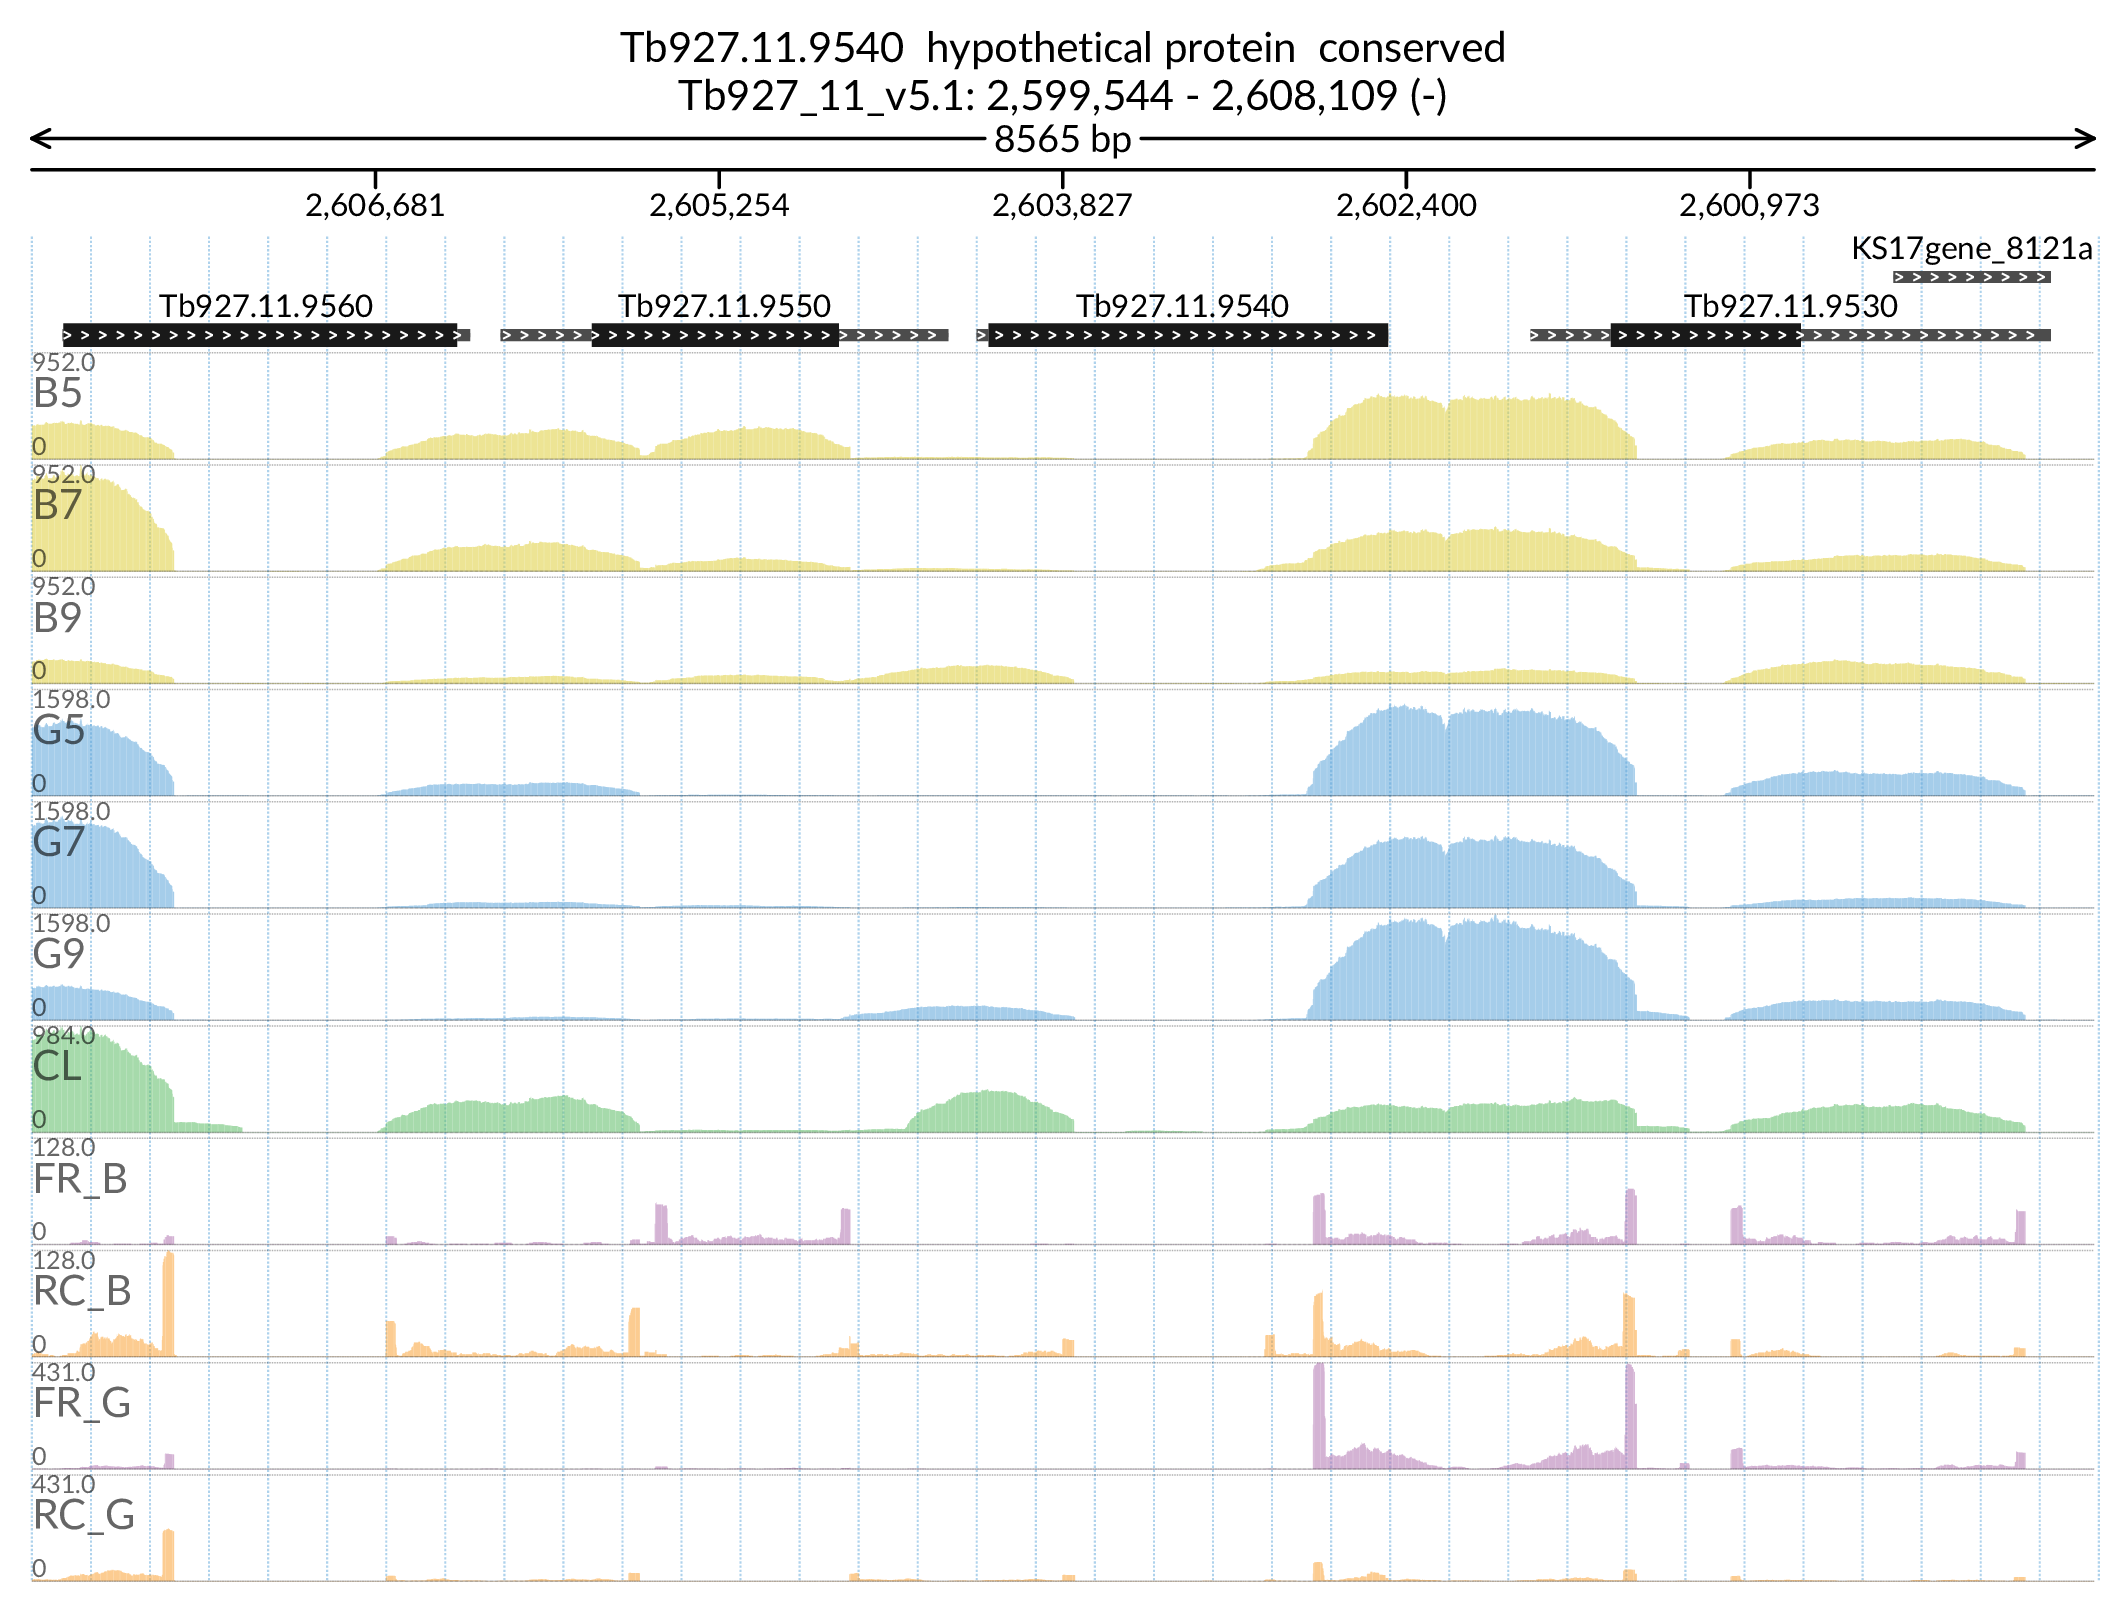 Tb927.11.9540  hypothetical protein  conserved
Tb927_11_v5.1: 2,599,544 - 2,608,109 (-)
8565 bp
2,606,681 2,605,254 2,603,827 2,602,400 2,600,973
KS17gene_8121a
Tb927.11.9560 Tb927.11.9550 Tb927.11.9540 Tb927.11.9530
952.0
B5
0
952.0
B7
0
952.0
B9
0
1598.0
G5
0
1598.0
G7
0
1598.0
G9
0
984.0
CL
0
128.0
FR_B
0
128.0
RC_B
0
431.0
FR_G
0
431.0
RC_G
0